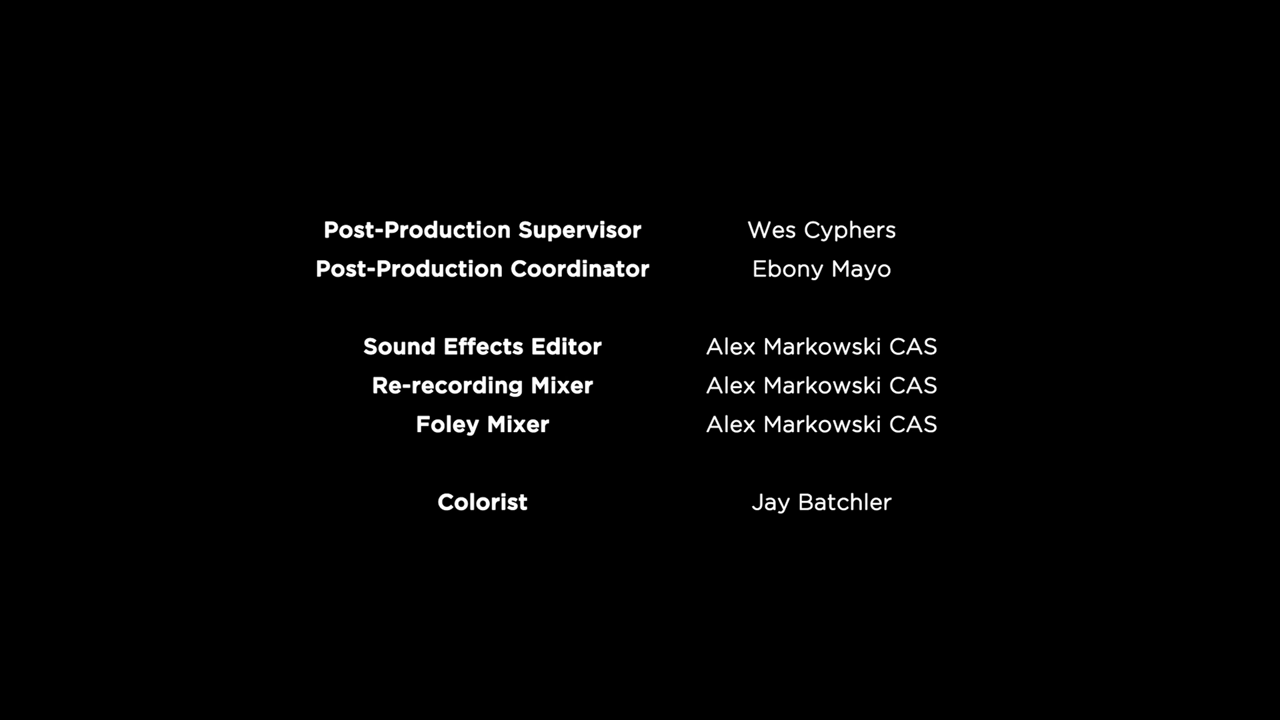 Post-Production Supervisor Wes Cyphers
Post-Production Coordinator Ebony Mayo
Sound Effects Editor Alex Markowski CAS
Re-recording Mixer Alex Markowski CAS
Foley Mixer Alex Markowski CAS
Colorist Jay Batchler